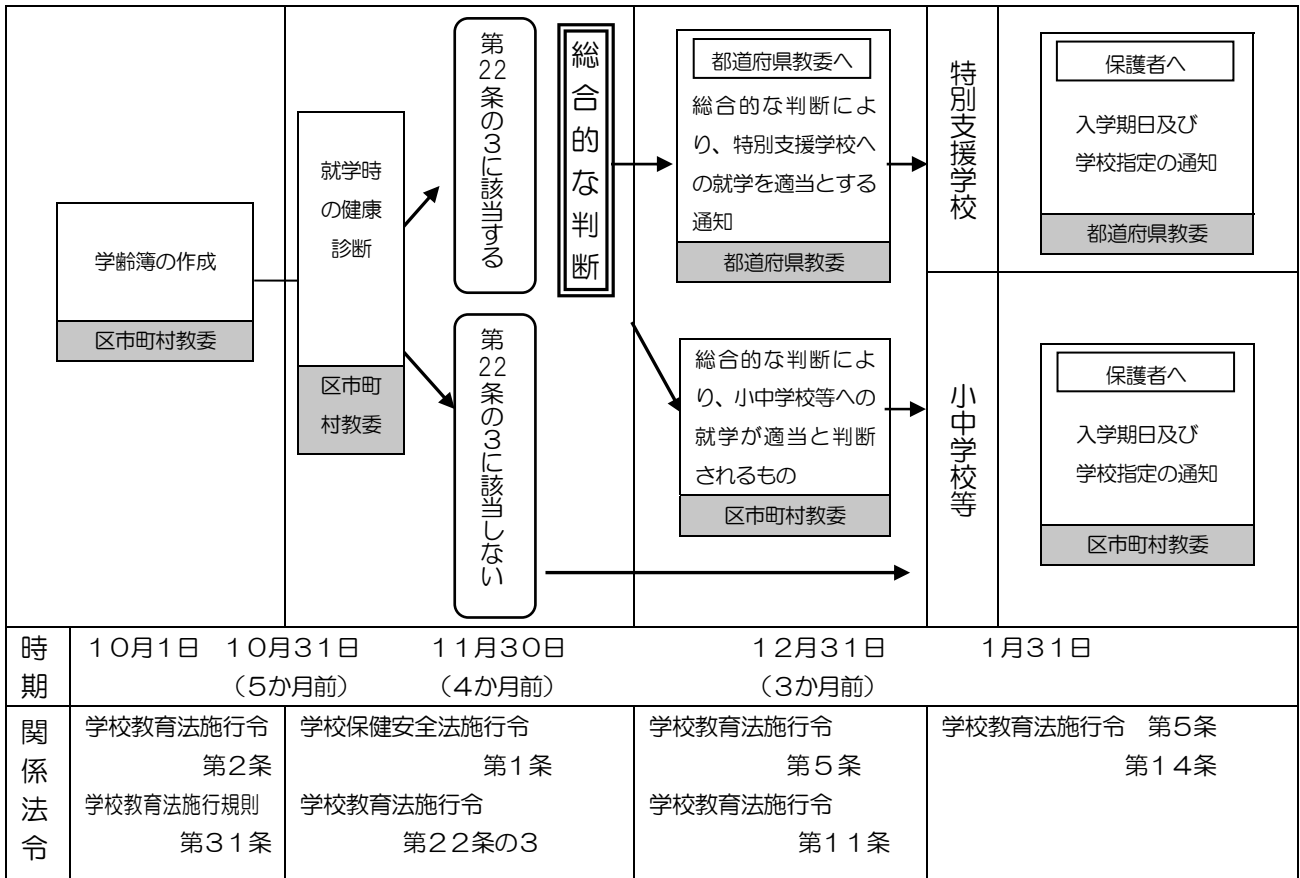 学齢簿の作成
区市町村教委
就学時
の健康
診断
区市町
村教委
第22条の3に該当する
第22条の3に該当しない
総合的な判断
都道府県教委へ
総合的な判断によ
り、特別支援学校へ
の就学を適当とする
通知
都道府県教委
総合的な判断によ
り、小中学校等への
就学が適当と判断
されるもの
区市町村教委
特別支援学校
小中学校等
保護者へ
入学期日及び
学校指定の通知
都道府県教委
保護者へ
入学期日及び
学校指定の通知
区市町村教委
時期
10月1日 10月31日 11月30日 12月31日 1月31日
(5か月前) (4か月前) (3か月前)
関係法令
学校教育法施行令
第2条
学校教育法施行規則
第31条
学校保健安全法施行令
第1条
学校教育法施行令
第22条の3
学校教育法施行令
第5条
学校教育法施行令
第11条
学校教育法施行令 第5条
第14条